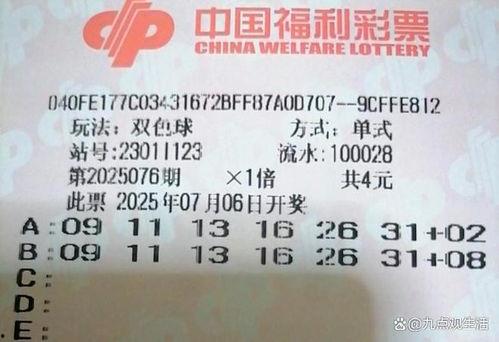 中国福利彩票
CHINA WELFARE LOTTERY
040FE177C03431672BFF87A0D707--9CFFE812
玩法: 双色球 方式: 单式
站号:23011123 流水:100028
第2025076期 ×1倍 共4元
此票 2025年07月06日开奖
A:09 11 13 16 26 31+02
B:09 11 13 16 26 31+08
C:
D:
E:
百家号/九点观生活